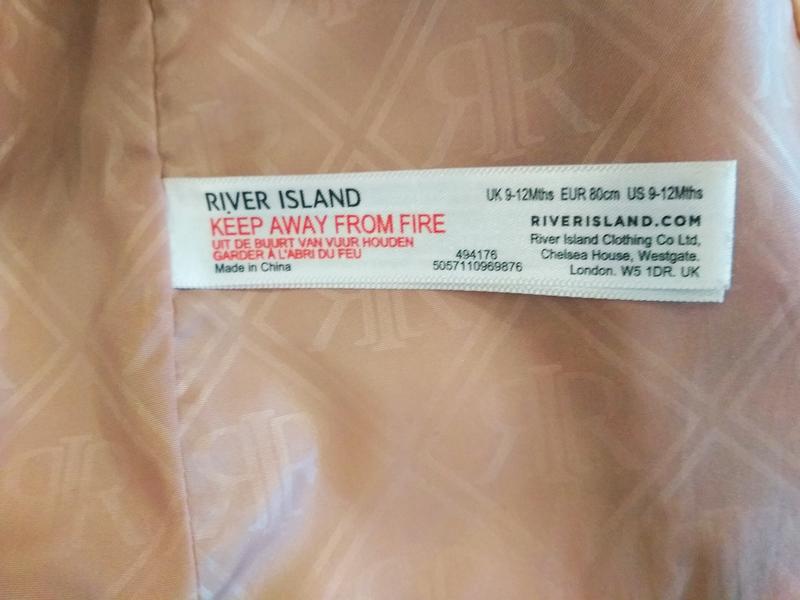 RIVER ISLAND
KEEP AWAY FROM FIRE
UIT DE BUURT VAN VUUR HOUDEN
GARDER À L'ABRI DU FEU
Made in China
494176
5057110969876
UK 9-12Mths EUR 80cm US 9-12Mths
RIVERISLAND.COM
River Island Clothing Co Ltd,
Chelsea House, Westgate.
London. W5 1DR. UK